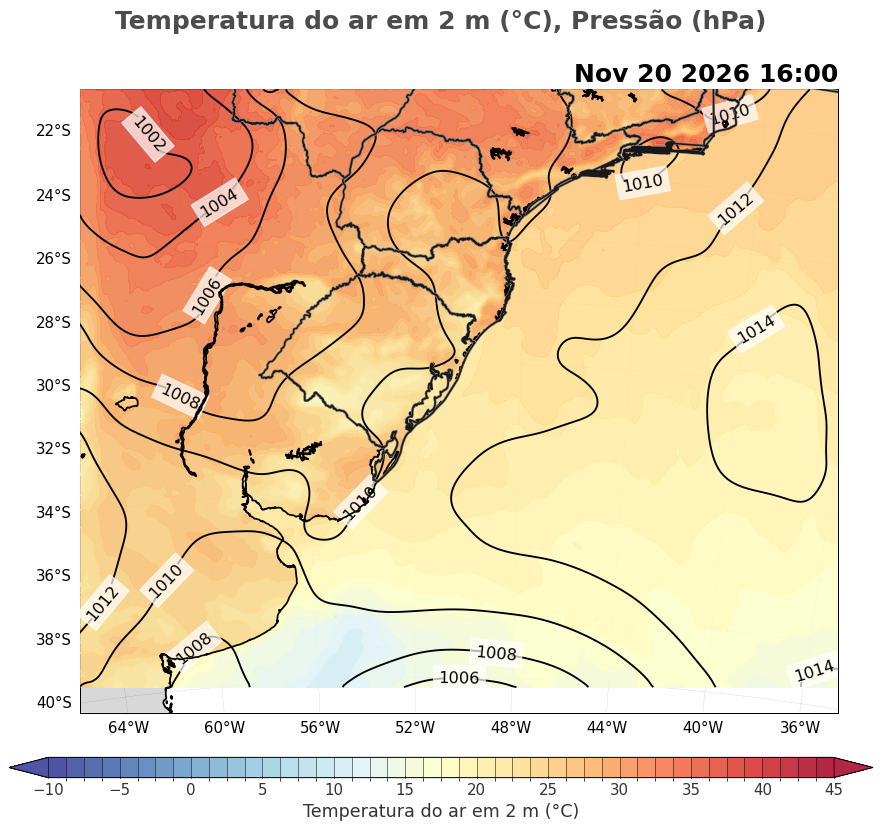 Temperatura do ar em 2 m (°C), Pressão (hPa)
Nov 20 2026 16:00
1002
1010
22°S
1004
1010
24°S
1012
26°S
1006
28°S
1014
30°S
1008
32°S
1010
34°S
36°S
1010
1012
38°S
1008
1008
1006
1014
40°S
64°W 60°W 56°W 52°W 48°W 44°W 40°W 36°W
−10 −5 0 5 10 15 20 25 30 35 40 45
Temperatura do ar em 2 m (°C)